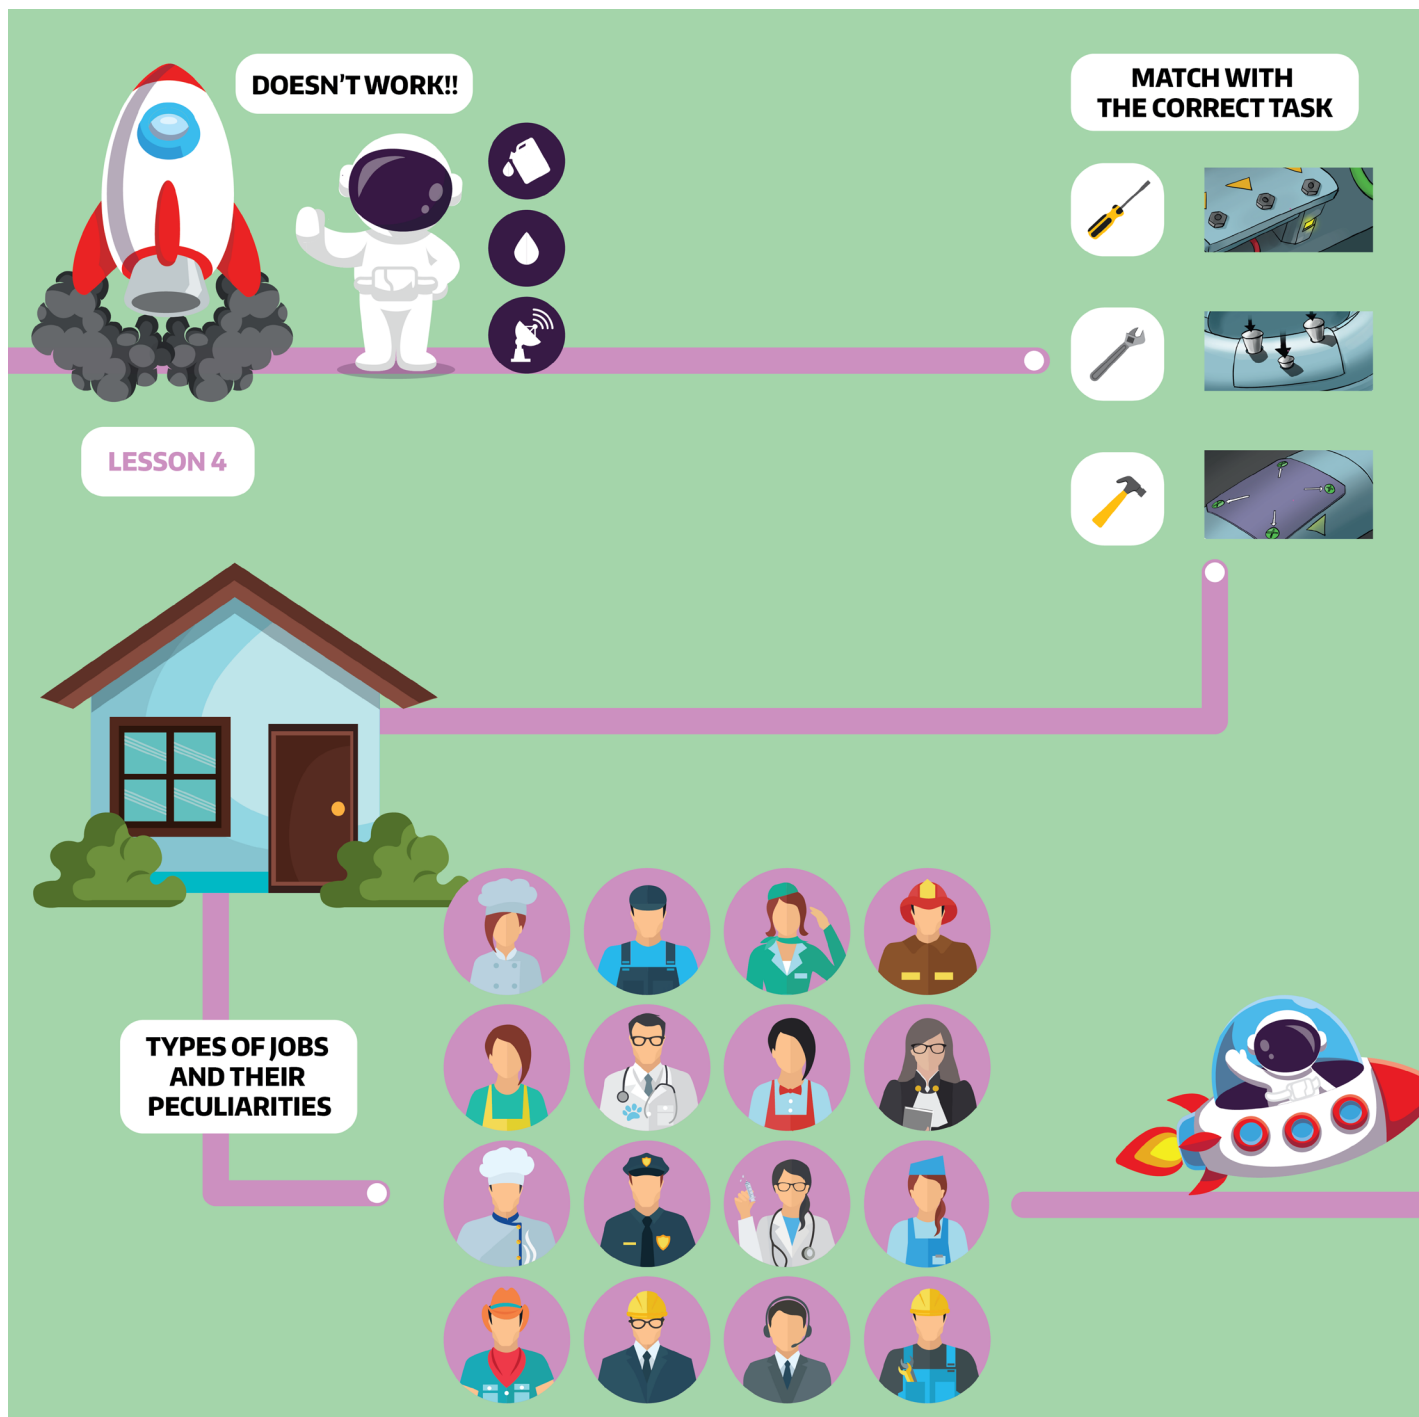 DOESN'T WORK!!
MATCH WITH
THE CORRECT TASK
LESSON 4
TYPES OF JOBS
AND THEIR
PECULIARITIES